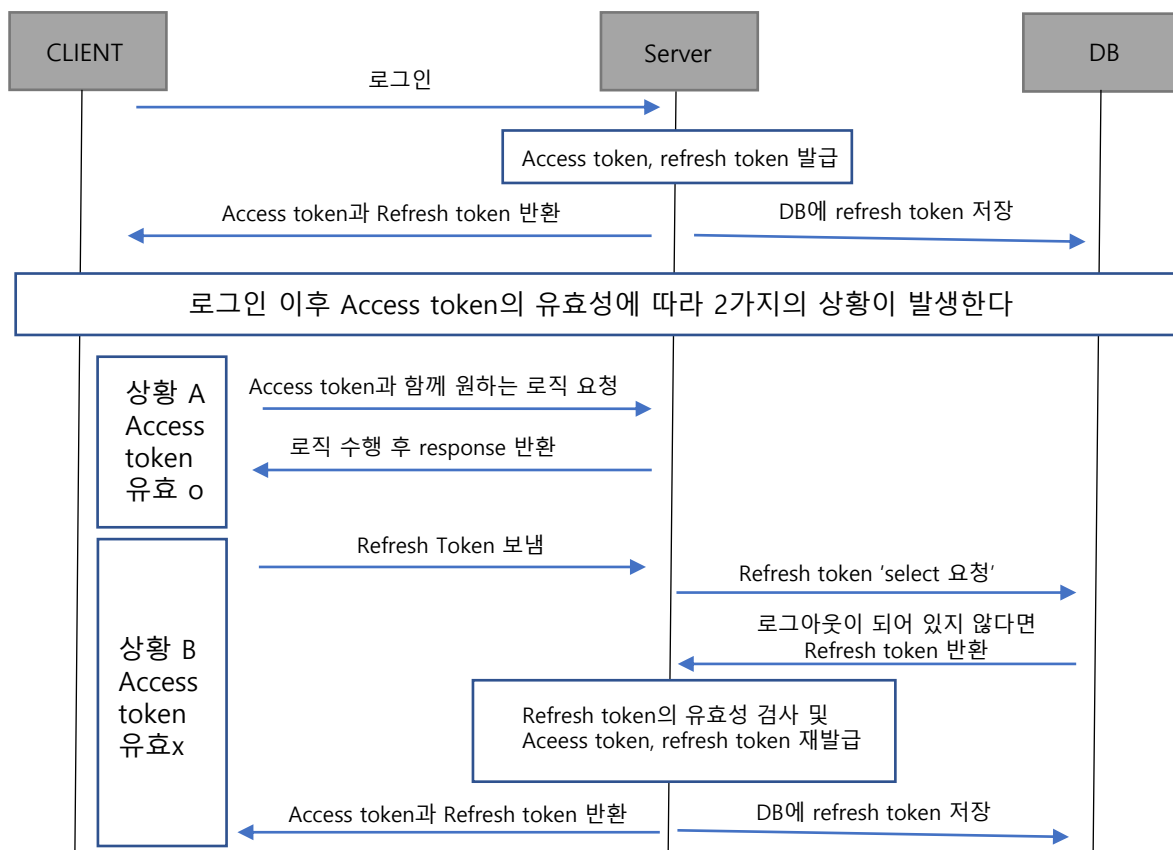 CLIENT
Server
DB
로그인
Access token, refresh token 발급
Access token과 Refresh token 반환
DB에 refresh token 저장
로그인 이후 Access token의 유효성에 따라 2가지의 상황이 발생한다
상황 A
Access
token
유효 o
Access token과 함께 원하는 로직 요청
로직 수행 후 response 반환
상황 B
Access
token
유효x
Refresh Token 보냄
Refresh token ‘select 요청’
로그아웃이 되어 있지 않다면
Refresh token 반환
Refresh token의 유효성 검사 및
Aceess token, refresh token 재발급
Access token과 Refresh token 반환
DB에 refresh token 저장